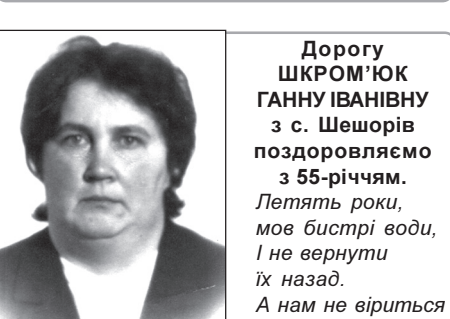 Дорогу
ШКРОМ’ЮК
ГАННУ ІВАНІВНУ
з с. Шешорів
поздоровляємо
з 55-річчям.
Летять роки,
мов бистрі води,
І не вернути
їх назад.
А нам не віриться